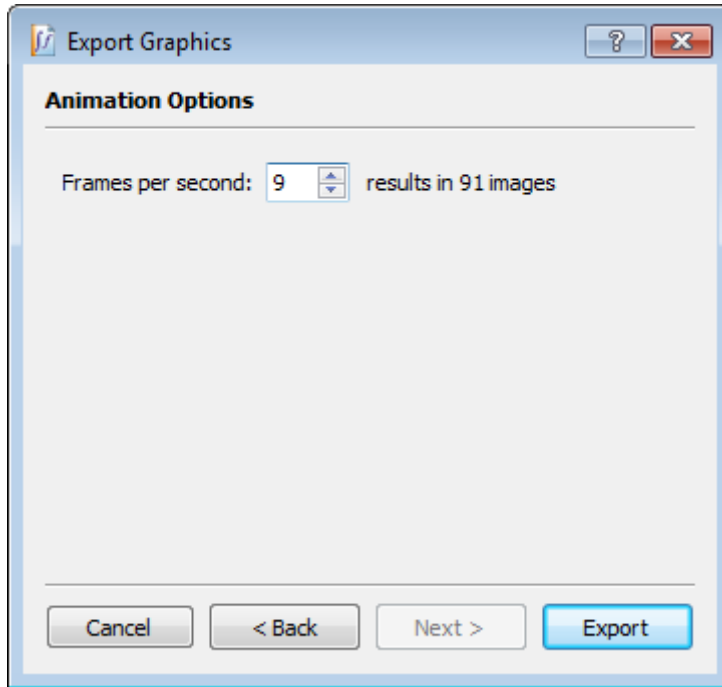 Export Graphics
Animation Options
Frames per second: 9 results in 91 images
Cancel < Back Next > Export